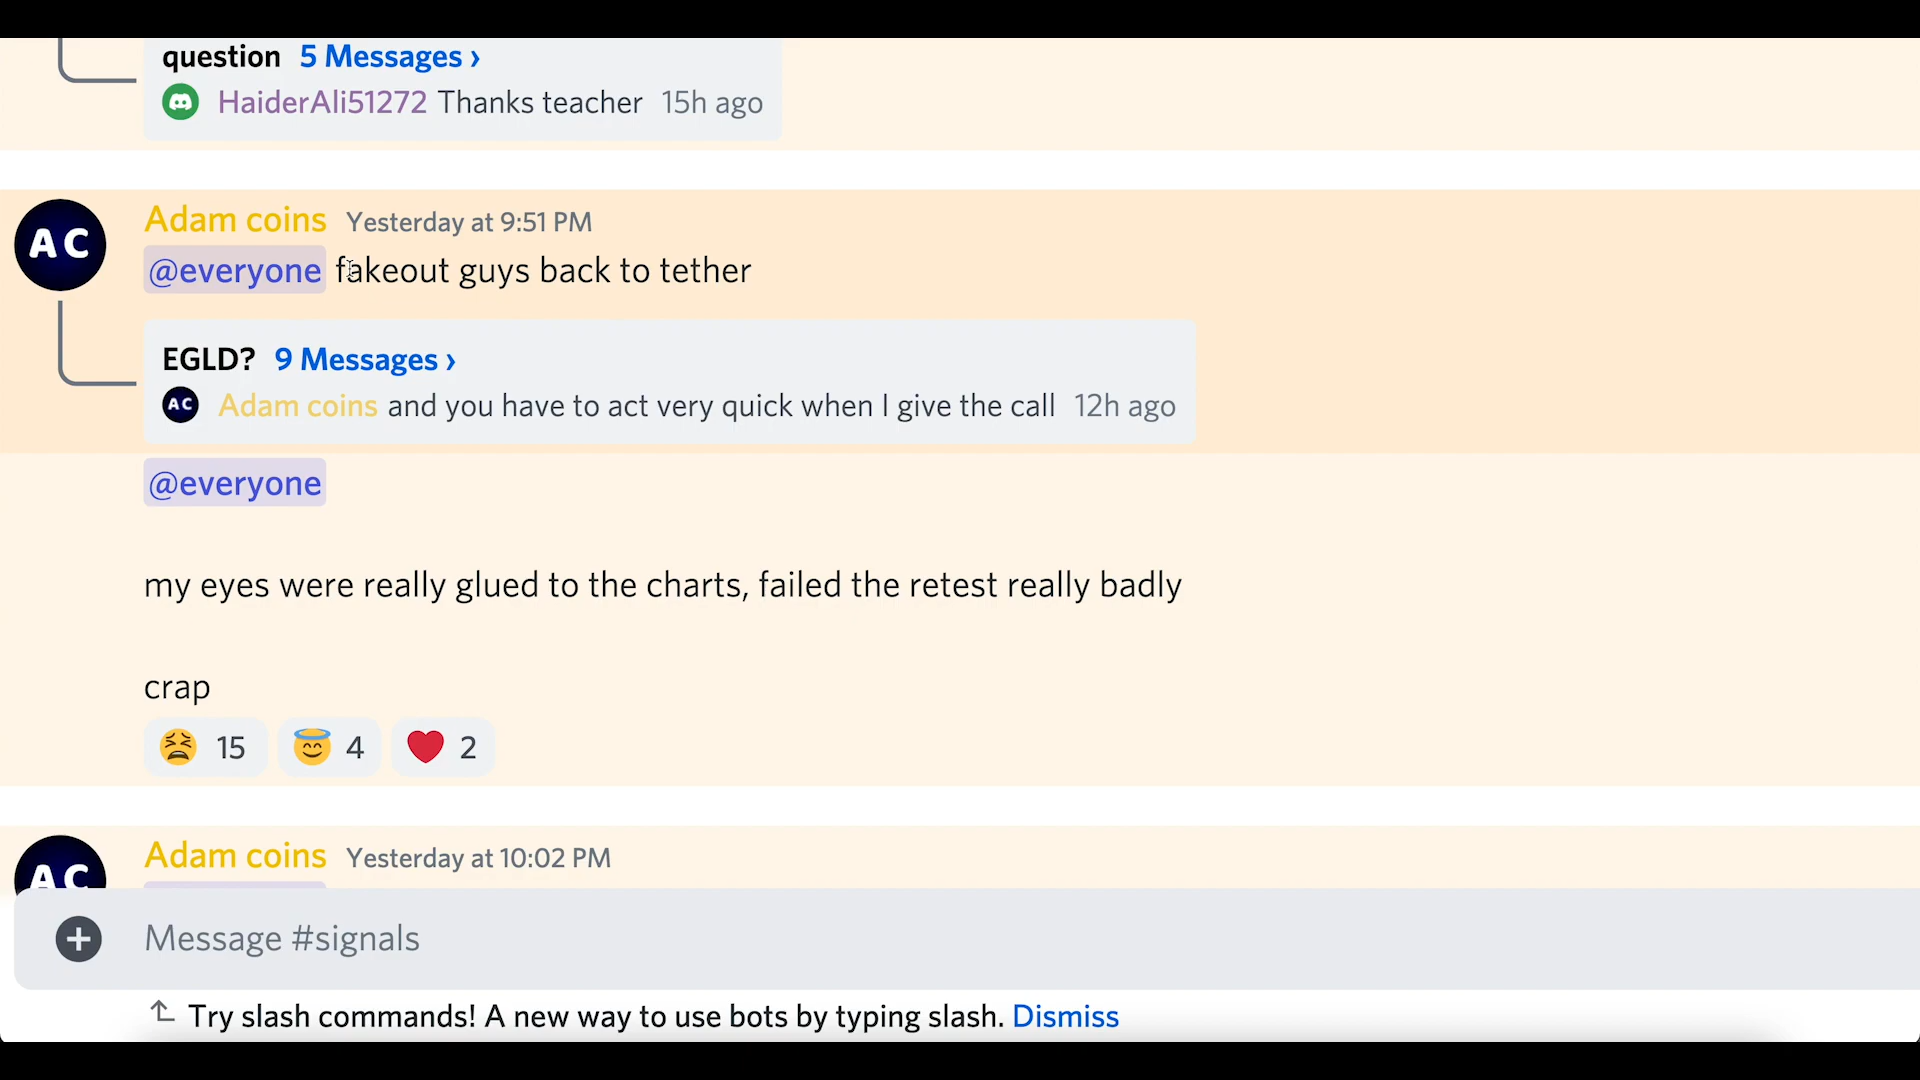 question 5 Messages ›
HaiderAli51272 Thanks teacher 15h ago
AC
Adam coins Yesterday at 9:51 PM
@everyone fakeout guys back to tether
EGLD? 9 Messages ›
AC Adam coins and you have to act very quick when I give the call 12h ago
@everyone
my eyes were really glued to the charts, failed the retest really badly
crap
15 4 2
AC
Adam coins Yesterday at 10:02 PM
Message #signals
Try slash commands! A new way to use bots by typing slash. Dismiss